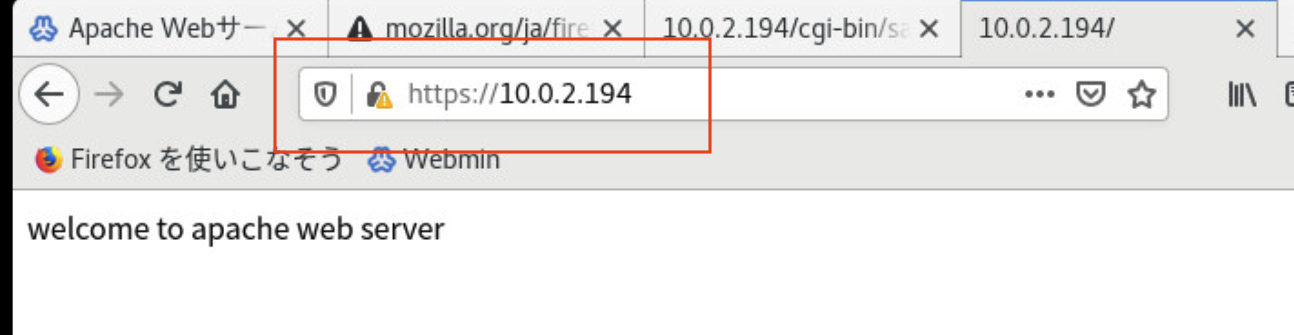 Apache Webサー
mozilla.org/ja/fire
10.0.2.194/cgi-bin/sa
10.0.2.194/
https://10.0.2.194
Firefox を使いこなそう
Webmin
welcome to apache web server